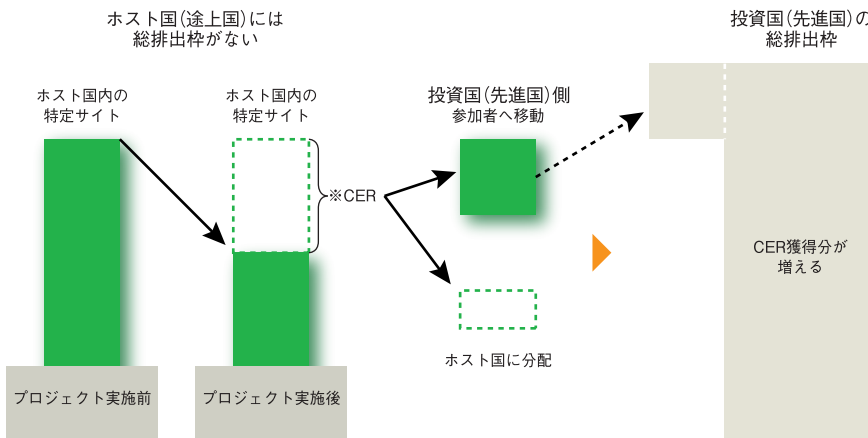 ホスト国(途上国)には
総排出枠がない
投資国(先進国)の
総排出枠
ホスト国内の
特定サイト
ホスト国内の
特定サイト
投資国(先進国)側
参加者へ移動
※CER
CER獲得分が
増える
ホスト国に分配
プロジェクト実施前
プロジェクト実施後